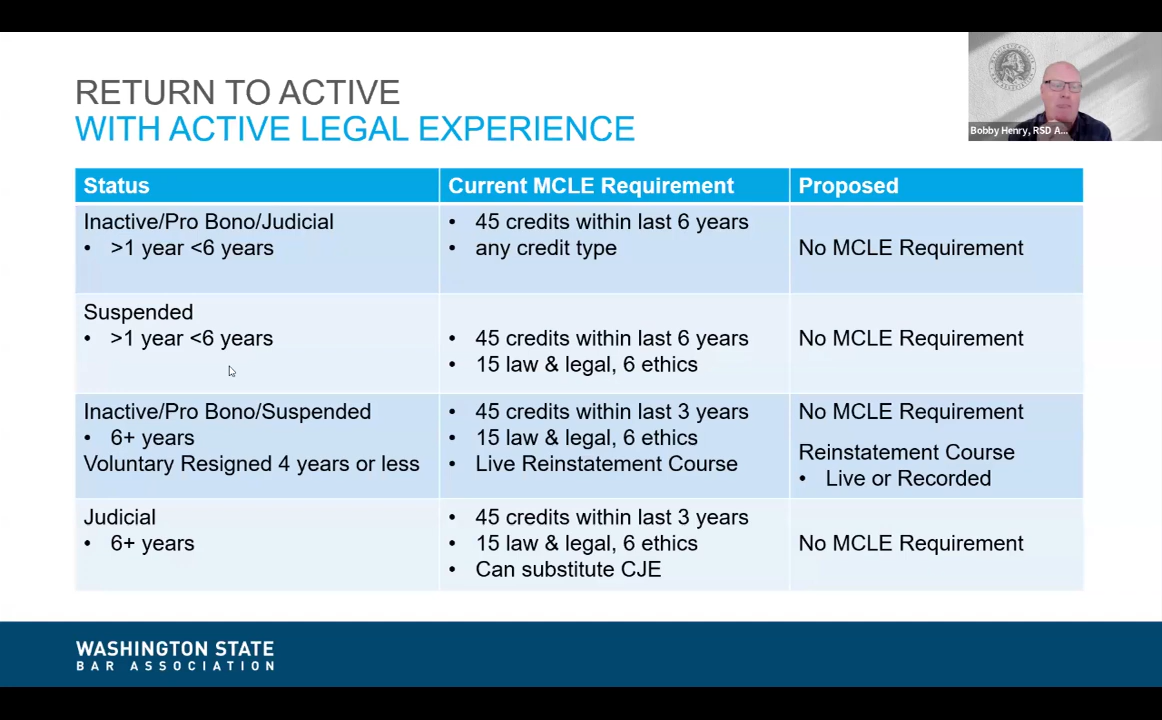 RETURN TO ACTIVE
WITH ACTIVE LEGAL EXPERIENCE
Bobby Henry, RSD A...
Status
Current MCLE Requirement
Proposed
Inactive/Pro Bono/Judicial
• >1 year <6 years
• 45 credits within last 6 years
• any credit type
No MCLE Requirement
Suspended
• >1 year <6 years
• 45 credits within last 6 years
• 15 law & legal, 6 ethics
No MCLE Requirement
Inactive/Pro Bono/Suspended
• 6+ years
Voluntary Resigned 4 years or less
• 45 credits within last 3 years
• 15 law & legal, 6 ethics
• Live Reinstatement Course
No MCLE Requirement
Reinstatement Course
• Live or Recorded
Judicial
• 6+ years
• 45 credits within last 3 years
• 15 law & legal, 6 ethics
• Can substitute CJE
No MCLE Requirement
WASHINGTON STATE
BAR ASSOCIATION